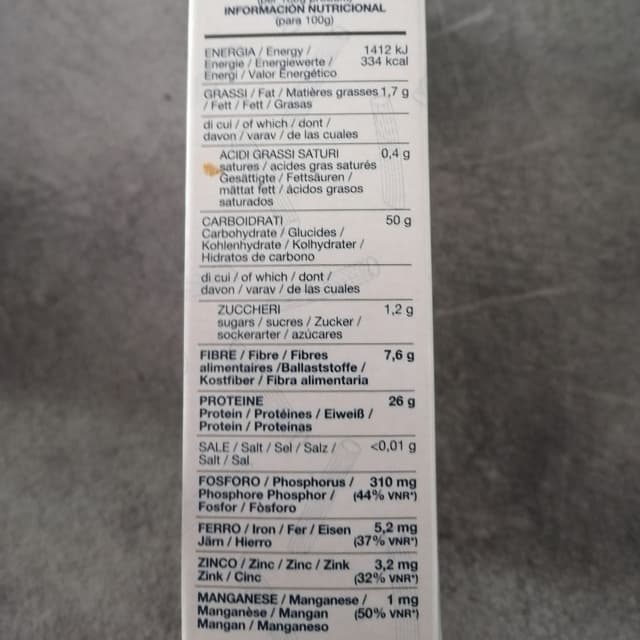 INFORMACIÓN NUTRICIONAL
(para 100g)
ENERGIA / Energy / 1412 kJ
Energie / Energiewerte / 334 kcal
Energi / Valor Energético
GRASSI / Fat / Matières grasses 1,7 g
/ Fett / Fett / Grasas
di cui / of which / dont /
davon / varav / de las cuales
ACIDI GRASSI SATURI 0,4 g
satures / acides gras saturés
Gesättigte / Fettsäuren /
mättat fett / ácidos grasos
saturados
CARBOIDRATI 50 g
Carbohydrate / Glucides /
Kohlenhydrate / Kolhydrater /
Hidratos de carbono
di cui / of which / dont /
davon / varav / de las cuales
ZUCCHERI 1,2 g
sugars / sucres / Zucker /
sockerarter / azúcares
FIBRE / Fibre / Fibres 7,6 g
alimentaires /Ballaststoffe /
Kostfiber / Fibra alimentaria
PROTEINE 26 g
Protein / Protéines / Eiweiß /
Protein / Proteinas
SALE / Salt / Sel / Salz / <0,01 g
Salt / Sal
FOSFORO / Phosphorus / 310 mg
Phosphore Phosphor / (44% VNR*)
Fosfor / Fòsforo
FERRO / Iron / Fer / Eisen 5,2 mg
Järn / Hierro (37% VNR*)
ZINCO / Zinc / Zinc / Zink 3,2 mg
Zink / Cinc (32% VNR*)
MANGANESE / Manganese / 1 mg
Manganèse / Mangan (50% VNR*)
Mangan / Manganeso